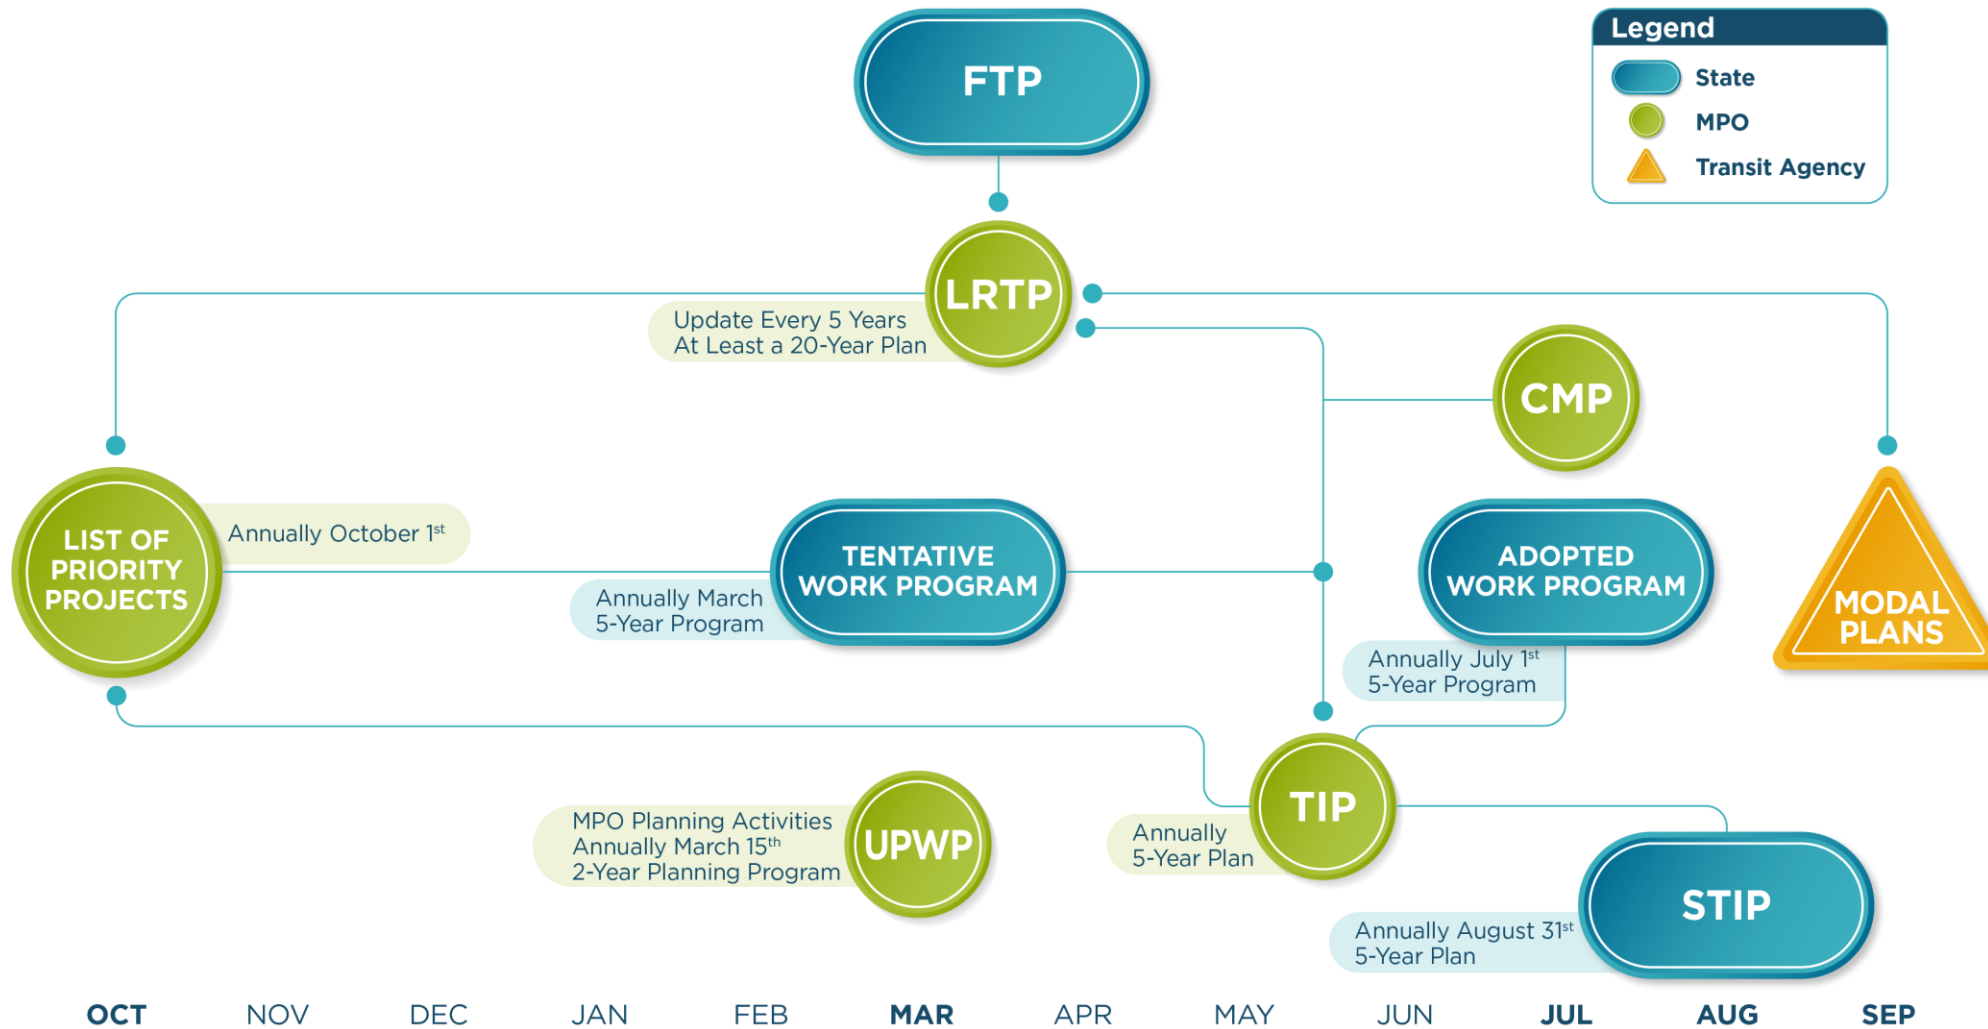 FTP
Legend
State
MPO
Transit Agency
LRTP
Update Every 5 Years
At Least a 20-Year Plan
CMP
LIST OF
PRIORITY
PROJECTS
Annually October 1st
TENTATIVE
WORK PROGRAM
Annually March
5-Year Program
ADOPTED
WORK PROGRAM
Annually July 1st
5-Year Program
MODAL
PLANS
MPO Planning Activities
Annually March 15th
2-Year Planning Program
UPWP
Annually
5-Year Plan
TIP
STIP
Annually August 31st
5-Year Plan
OCT NOV DEC JAN FEB MAR APR MAY JUN JUL AUG SEP